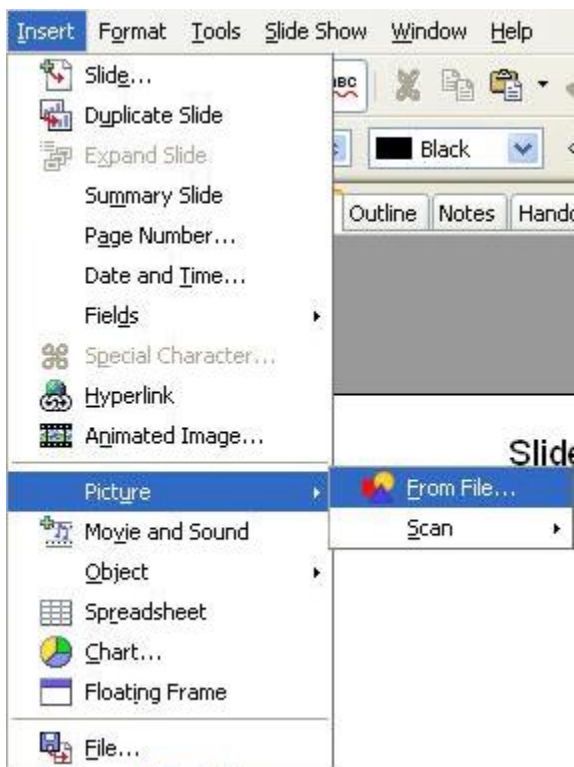 Insert Format Tools Slide Show Window Help
Slide...
ABC
Duplicate Slide
Expand Slide
Black
Summary Slide
Outline Notes
Page Number...
Date and Time...
Fields
Special Character...
Hyperlink
Animated Image...
Slide
Picture
From File...
Movie and Sound
Scan
Object
Spreadsheet
Chart...
Floating Frame
File...